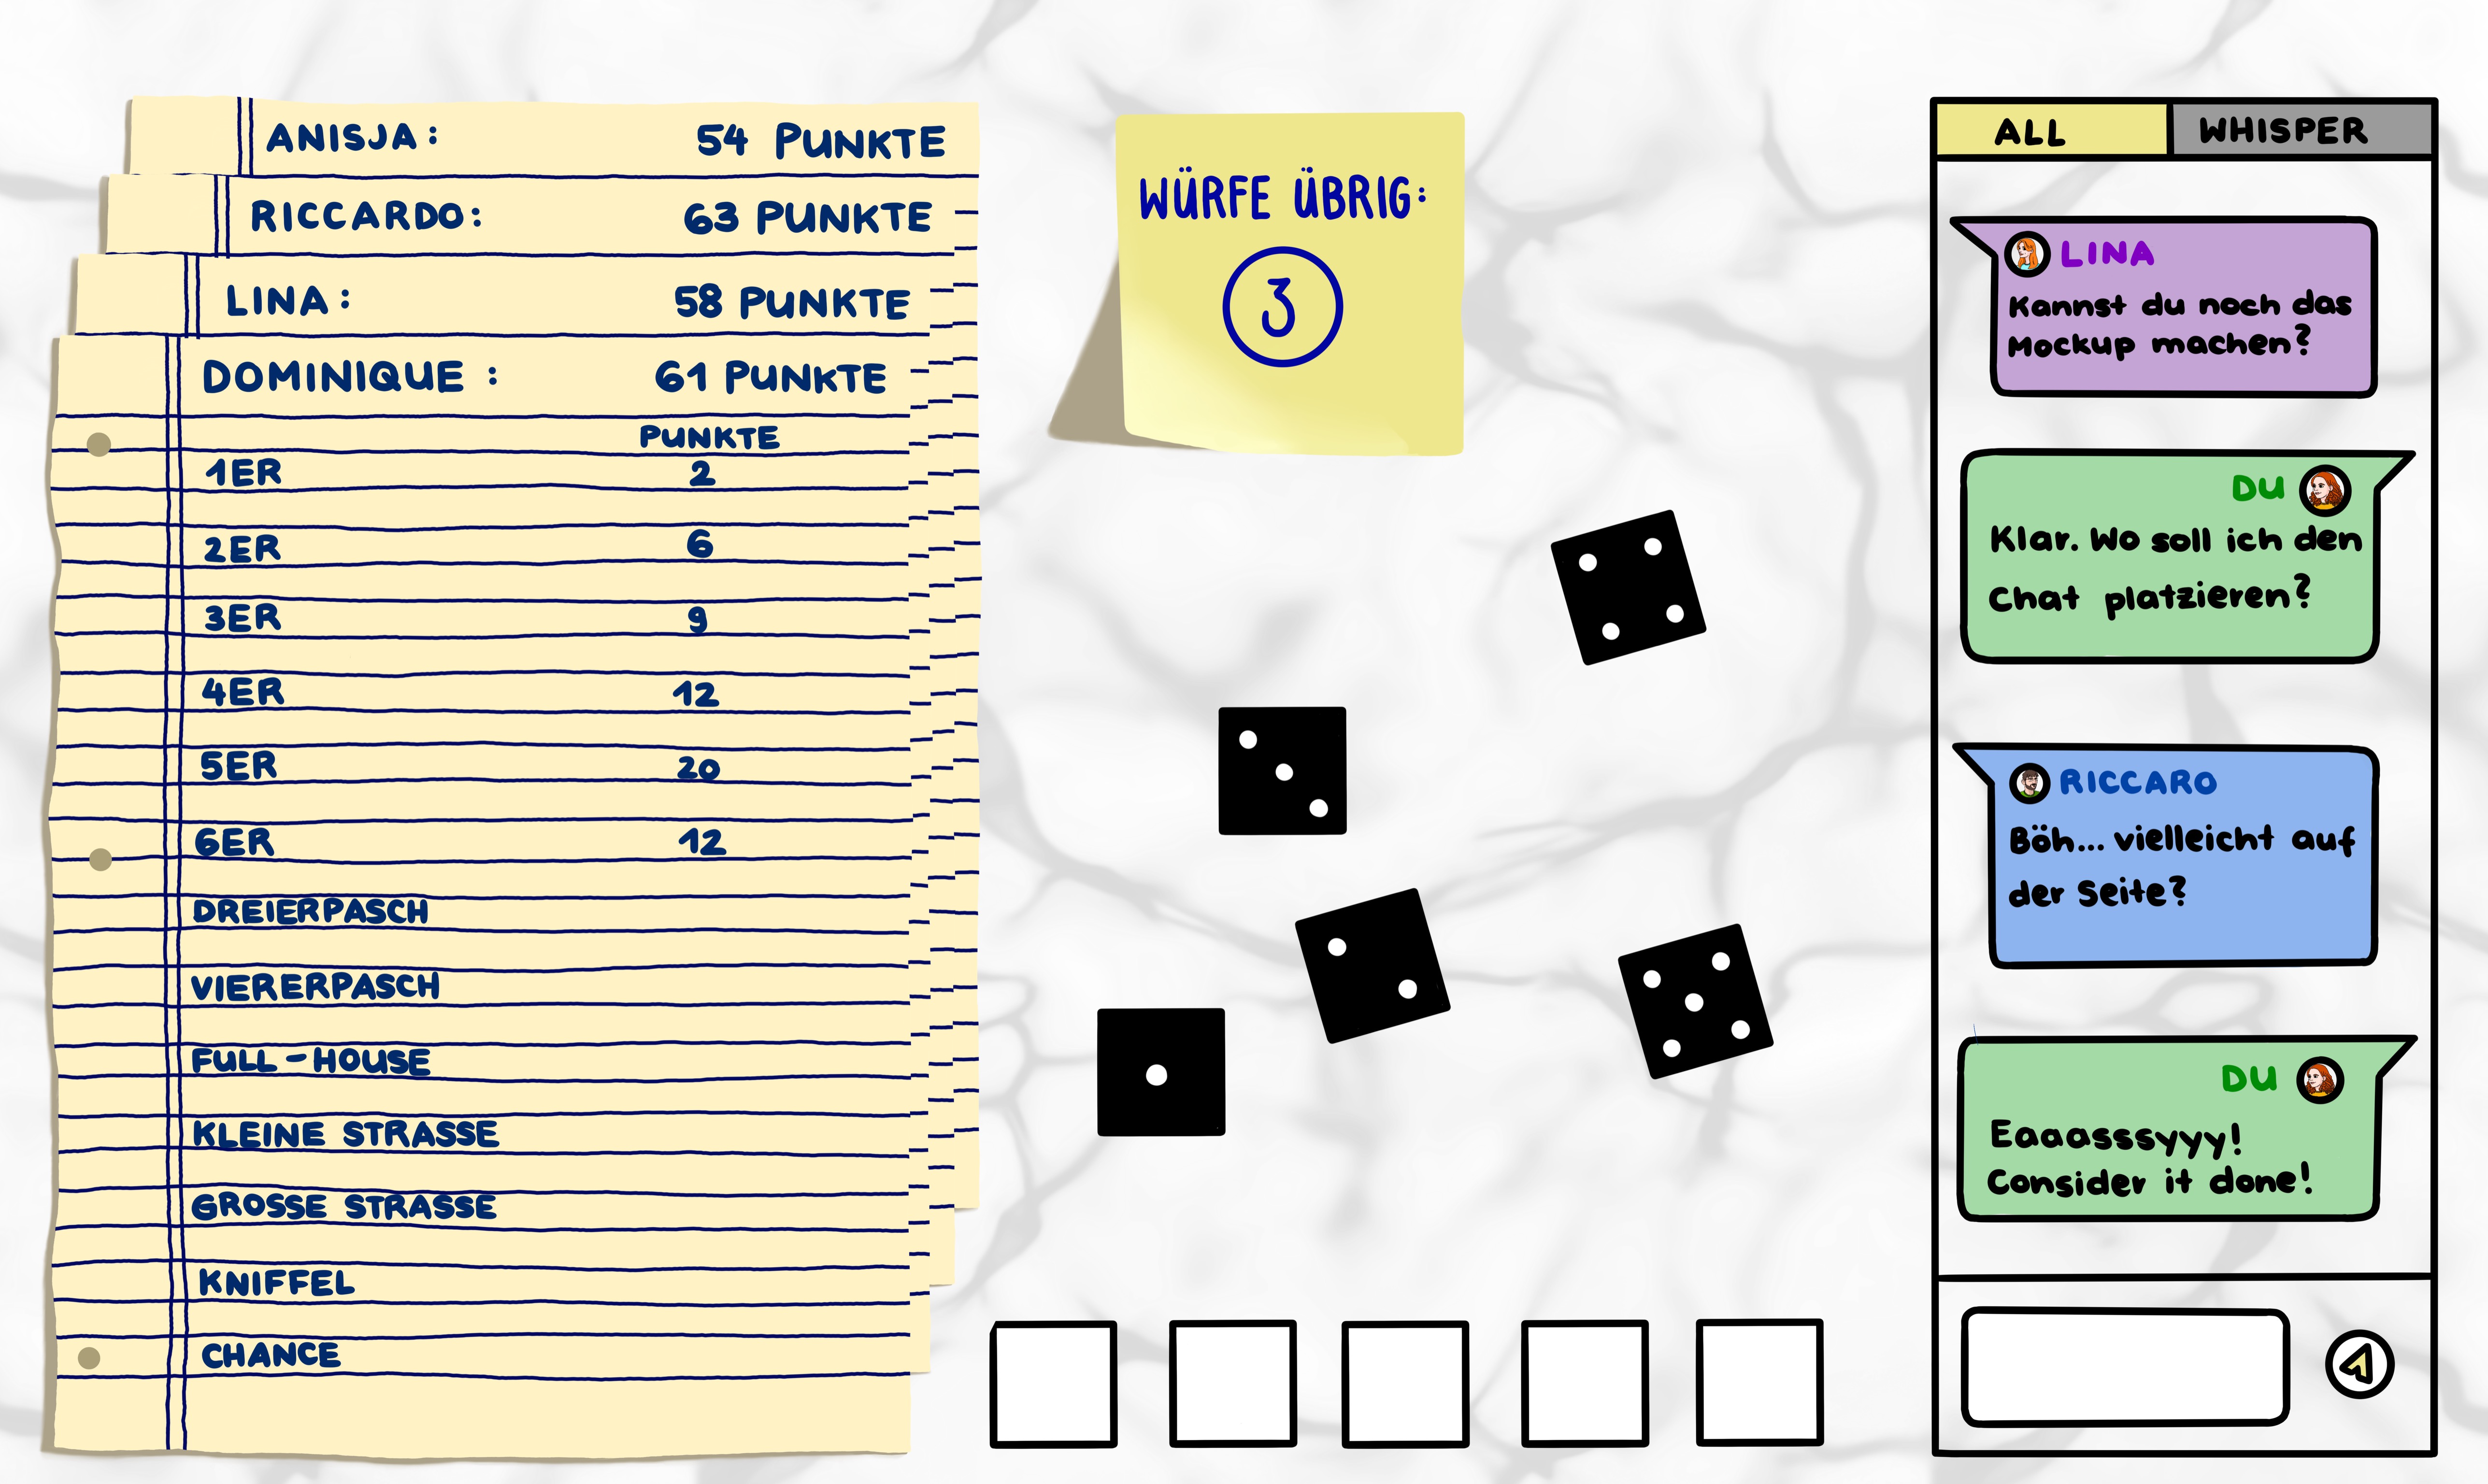 ANISJA: 54 PUNKTE
RICCARDO: 63 PUNKTE
LINA: 58 PUNKTE
DOMINIQUE : 61 PUNKTE
PUNKTE
1ER 2
2ER 6
3ER 9
4ER 12
5ER 20
6ER 12
DREIERPASCH
VIERERPASCH
FULL-HOUSE
KLEINE STRASSE
GROSSE STRASSE
KNIFFEL
CHANCE
WÜRFE ÜBRIG:
3
ALL WHISPER
LINA
Kannst du noch das
Mockup machen?
DU
Klar. Wo soll ich den
Chat platzieren?
RICCARO
Böh... vielleicht auf
der Seite?
DU
Eaaasssyyy!
Consider it done!